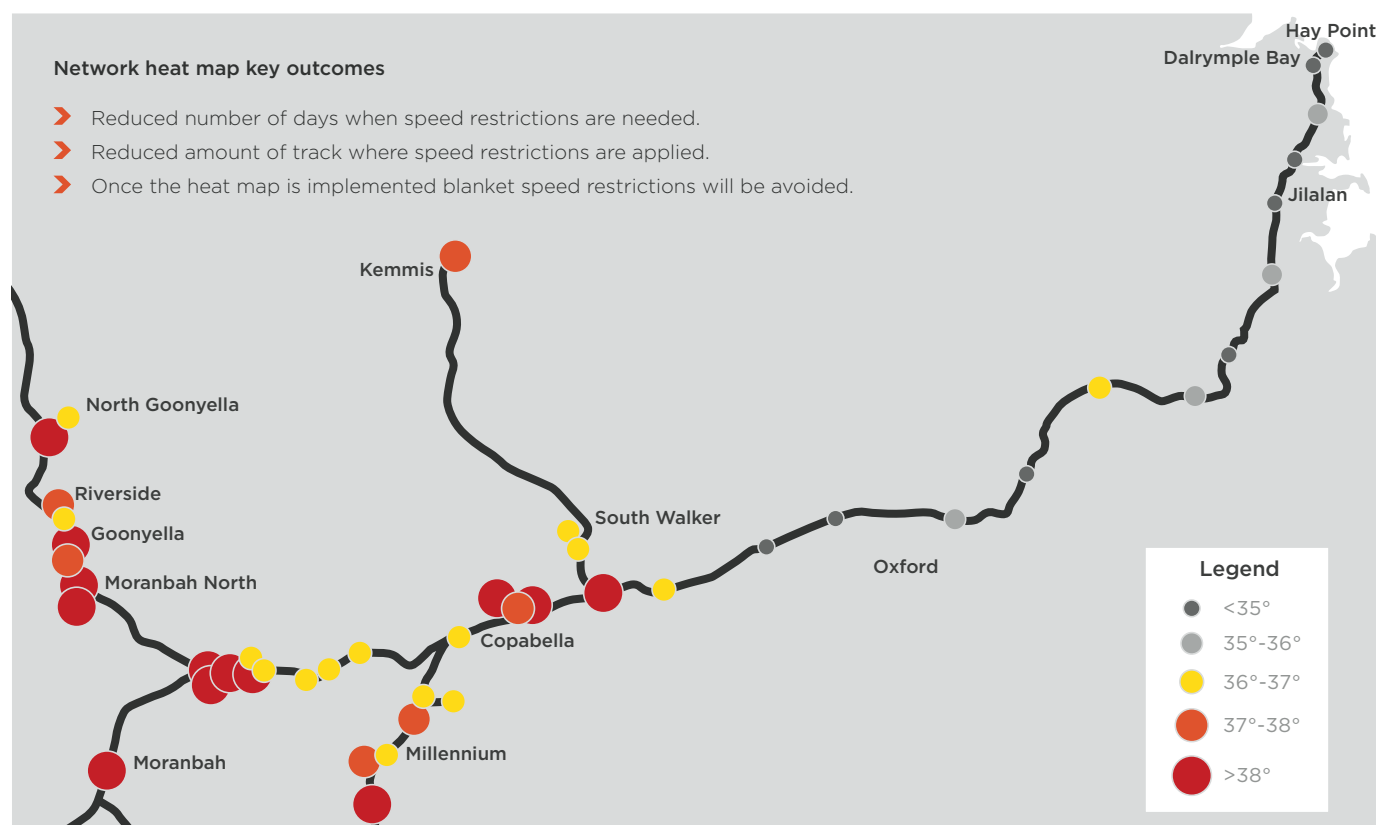 Hay Point
Dalrymple Bay
Network heat map key outcomes
Reduced number of days when speed restrictions are needed.
Reduced amount of track where speed restrictions are applied.
Once the heat map is implemented blanket speed restrictions will be avoided.
Jilalan
Kemmis
North Goonyella
Riverside
South Walker
Goonyella
Oxford
Moranbah North
Copabella
Millennium
Moranbah
Legend
<35°
35°-36°
36°-37°
37°-38°
>38°